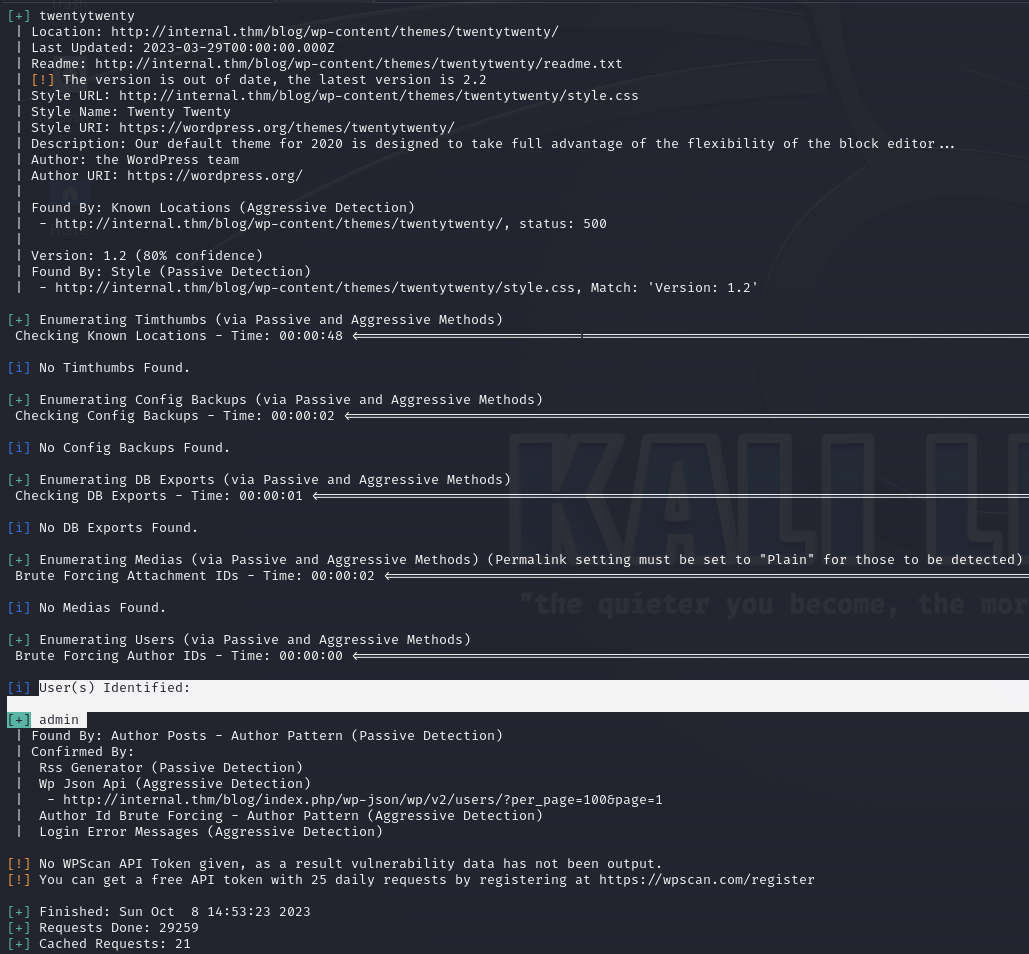 [+] twentytwenty
| Location: http://internal.thm/blog/wp-content/themes/twentytwenty/
| Last Updated: 2023-03-29T00:00:00.000Z
| Readme: http://internal.thm/blog/wp-content/themes/twentytwenty/readme.txt
| [!] The version is out of date, the latest version is 2.2
| Style URL: http://internal.thm/blog/wp-content/themes/twentytwenty/style.css
| Style Name: Twenty Twenty
| Style URI: https://wordpress.org/themes/twentytwenty/
| Description: Our default theme for 2020 is designed to take full advantage of the flexibility of the block editor...
| Author: the WordPress team
| Author URI: https://wordpress.org/
|
| Found By: Known Locations (Aggressive Detection)
|  - http://internal.thm/blog/wp-content/themes/twentytwenty/, status: 500
|
| Version: 1.2 (80% confidence)
| Found By: Style (Passive Detection)
|  - http://internal.thm/blog/wp-content/themes/twentytwenty/style.css, Match: 'Version: 1.2'
[+] Enumerating Timthumbs (via Passive and Aggressive Methods)
Checking Known Locations - Time: 00:00:48 <=====
[i] No Timthumbs Found.
[+] Enumerating Config Backups (via Passive and Aggressive Methods)
Checking Config Backups - Time: 00:00:02 <=====
[i] No Config Backups Found.
[+] Enumerating DB Exports (via Passive and Aggressive Methods)
Checking DB Exports - Time: 00:00:01 <=====
[i] No DB Exports Found.
[+] Enumerating Medias (via Passive and Aggressive Methods) (Permalink setting must be set to "Plain" for those to be detected)
Brute Forcing Attachment IDs - Time: 00:00:02 <=====
[i] No Medias Found.
[+] Enumerating Users (via Passive and Aggressive Methods)
Brute Forcing Author IDs - Time: 00:00:00 <=====
[i] User(s) Identified:
[+] admin
| Found By: Author Posts - Author Pattern (Passive Detection)
| Confirmed By:
|  Rss Generator (Passive Detection)
|  Wp Json Api (Aggressive Detection)
|   - http://internal.thm/blog/index.php/wp-json/wp/v2/users/?per_page=100&page=1
|  Author Id Brute Forcing - Author Pattern (Aggressive Detection)
|  Login Error Messages (Aggressive Detection)
[!] No WPScan API Token given, as a result vulnerability data has not been output.
[!] You can get a free API token with 25 daily requests by registering at https://wpscan.com/register
[+] Finished: Sun Oct  8 14:53:23 2023
[+] Requests Done: 29259
[+] Cached Requests: 21
KALI LI
"the quieter you become, the mor